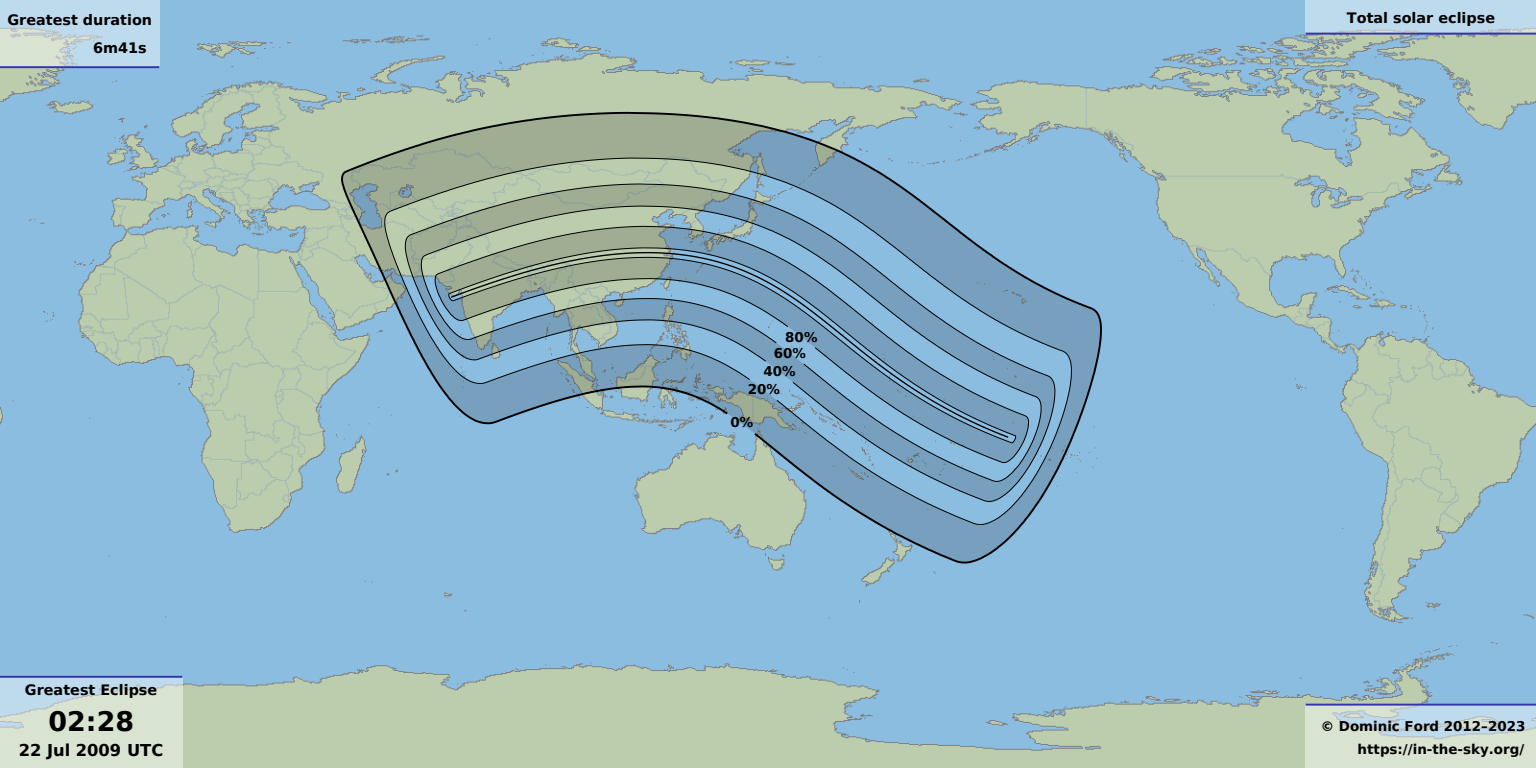 Greatest duration
6m41s
Total solar eclipse
80%
60%
40%
20%
0%
Greatest Eclipse
02:28
22 Jul 2009 UTC
© Dominic Ford 2012–2023
https://in-the-sky.org/